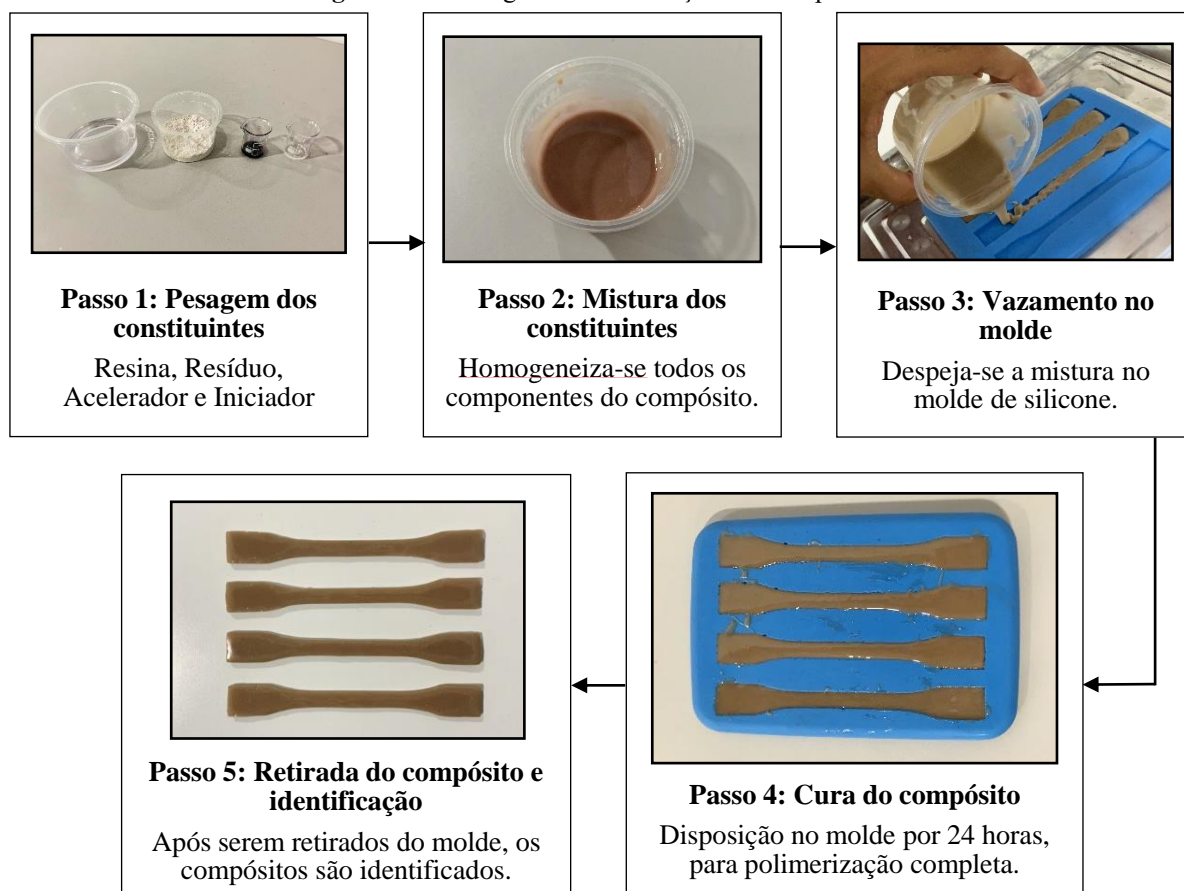 Passo 1: Pesagem dos
constituintes
Resina, Resíduo,
Acelerador e Iniciador
Passo 2: Mistura dos
constituintes
Homogeneiza-se todos os
componentes do compósito.
Passo 3: Vazamento no
molde
Despeja-se a mistura no
molde de silicone.
Passo 4: Cura do compósito
Disposição no molde por 24 horas,
para polimerização completa.
Passo 5: Retirada do compósito e
identificação
Após serem retirados do molde, os
compósitos são identificados.